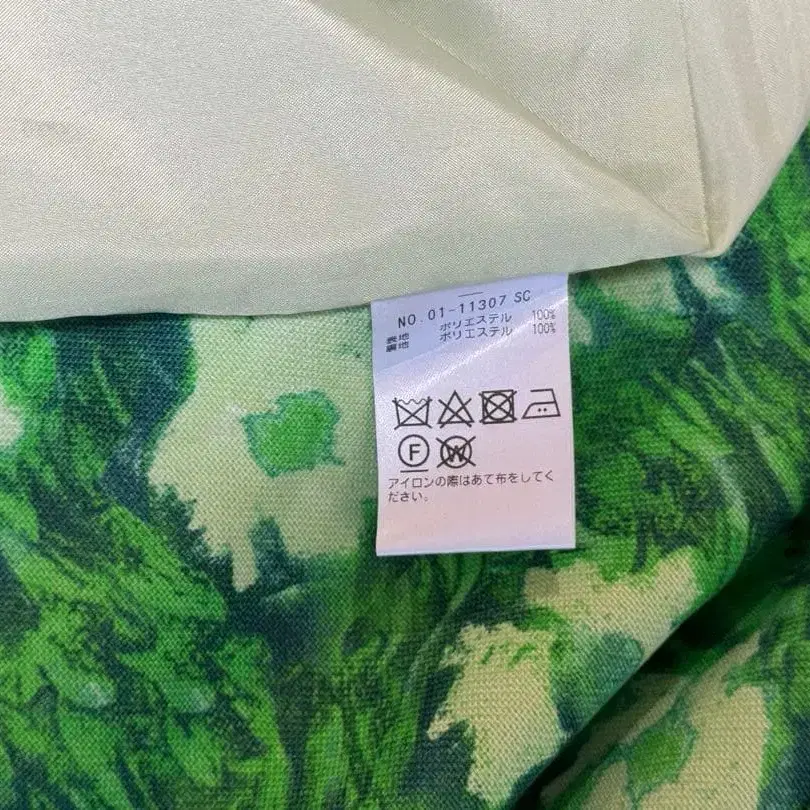 NO. 01-11307 SC
表地 ポリエステル 100%
裏地 ポリエステル 100%
F W
アイロンの際はあて布をしてく
ださい。